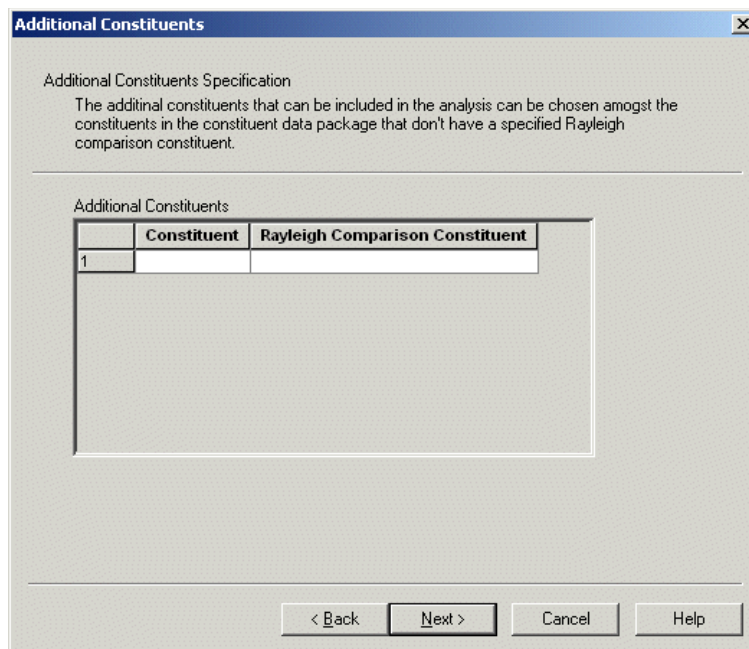 Additional Constituents
Additional Constituents Specification
The additinal constituents that can be included in the analysis can be chosen amogst the
constituents in the constituent data package that don't have a specified Rayleigh
comparison constituent.
Additional Constituents
Constituent Rayleigh Comparison Constituent
1
< Back Next > Cancel Help